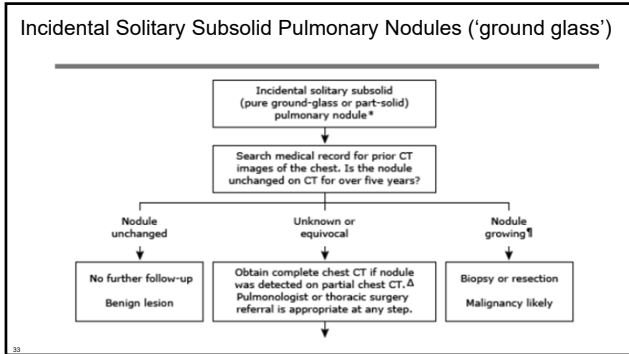 Incidental Solitary Subsolid Pulmonary Nodules (‘ground glass’)
Incidental solitary subsolid
(pure ground-glass or part-solid)
pulmonary nodule*
Search medical record for prior CT
images of the chest. Is the nodule
unchanged on CT for over five years?
Nodule
unchanged
Unknown or
equivocal
Nodule
growing¶
No further follow-up
Benign lesion
Obtain complete chest CT if nodule
was detected on partial chest CT.Δ
Pulmonologist or thoracic surgery
referral is appropriate at any step.
Biopsy or resection
Malignancy likely
33